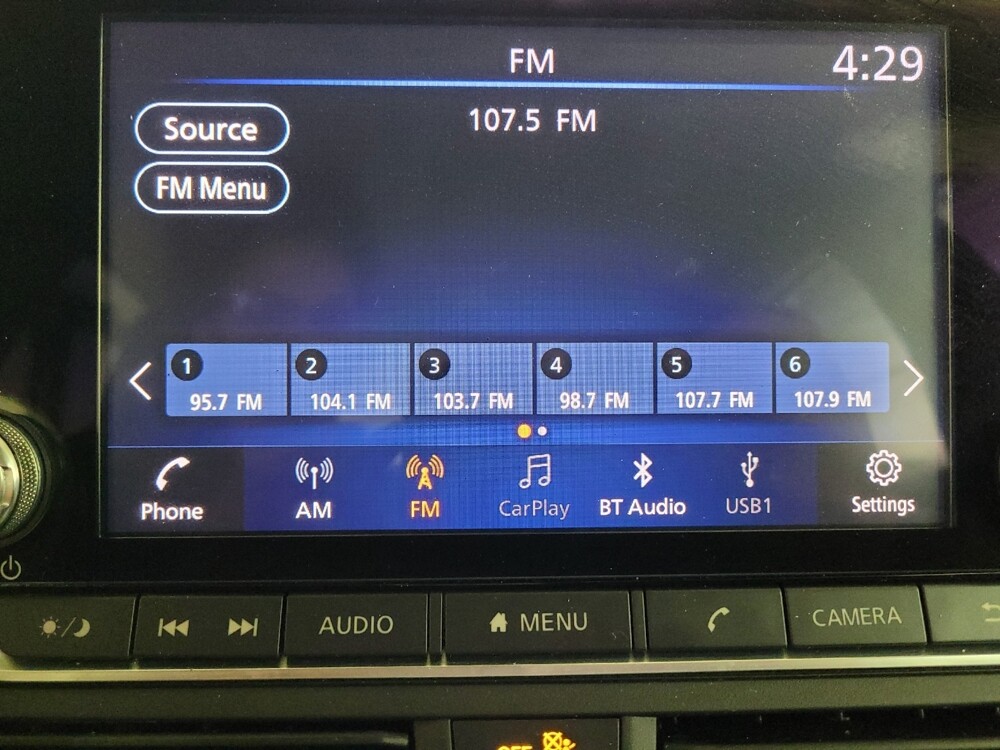 FM
4:29
107.5 FM
Source
FM Menu
1 2 3 4 5 6
95.7 FM 104.1 FM 103.7 FM 98.7 FM 107.7 FM 107.9 FM
Phone AM FM CarPlay BT Audio USB1 Settings
AUDIO MENU CAMERA
OFF